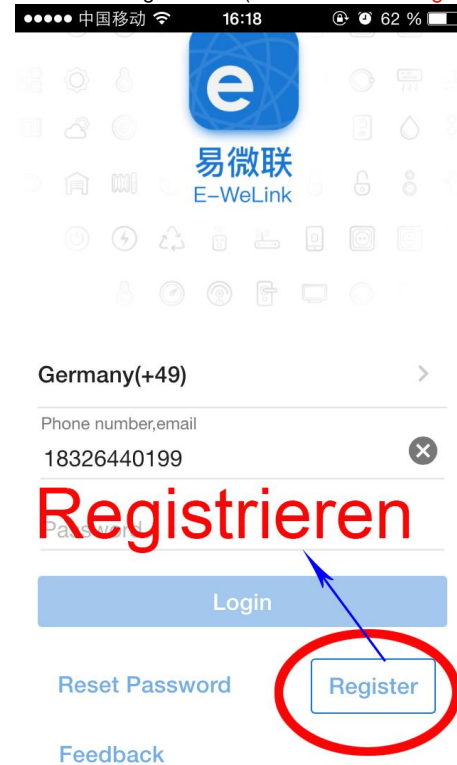 中国移动 16:18 62 %
e
易微联
E-WeLink
Germany(+49)
Phone number,email
18326440199
Registrieren
Password
Login
Reset Password Register
Feedback